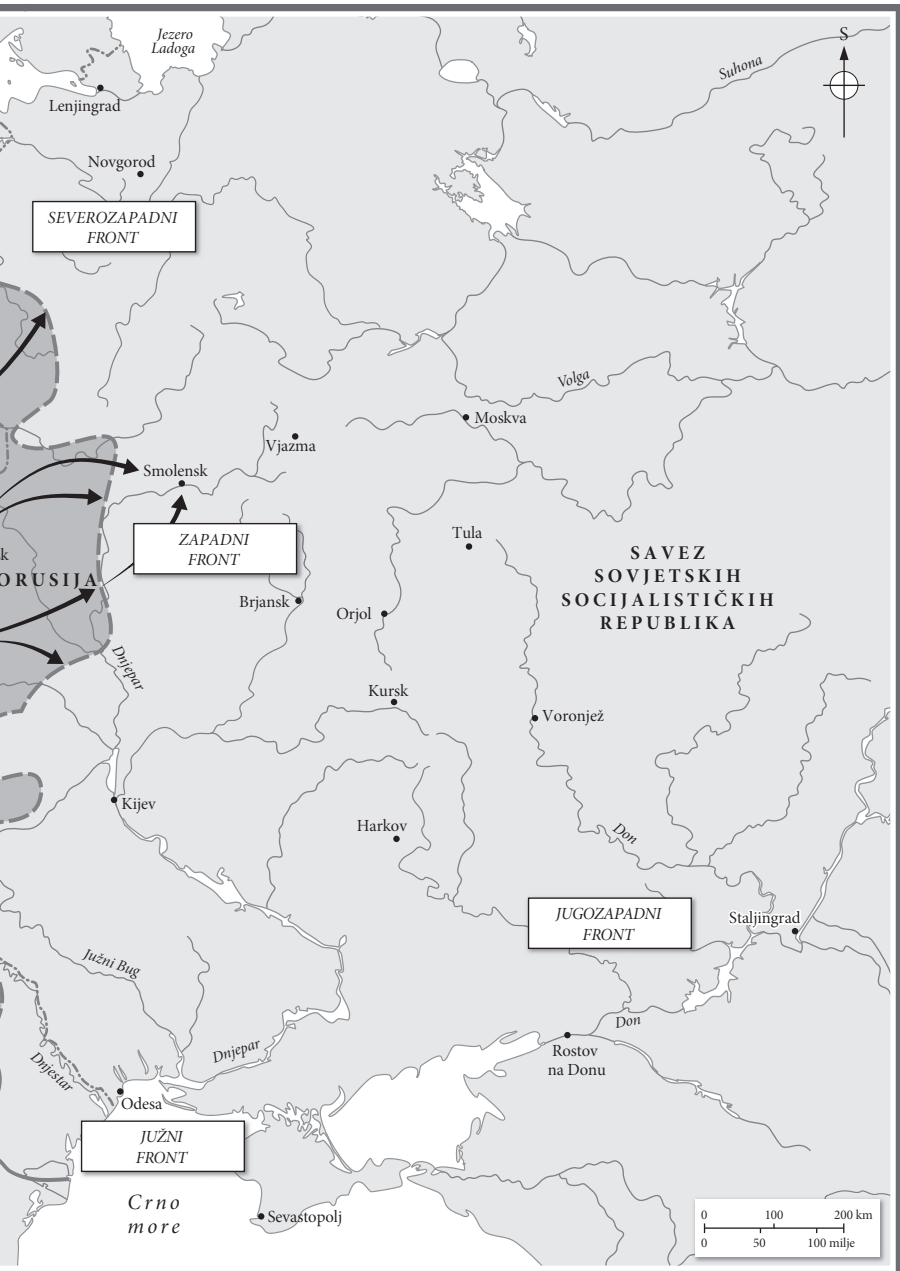 Jezero
Ladoga
S
Suhona
Lenjingrad
Novgorod
SEVEROZAPADNI
FRONT
Volga
Moskva
Vjazma
Smolensk
Tula
ZAPADNI
FRONT
k
ORUSIJA
SAVEZ
SOVJETSKIH
SOCIJALISTIČKIH
REPUBLIKA
Brjansk
Orjol
Dnjepar
Kursk
Voronjež
Kijev
Harkov
Don
JUGOZAPADNI
FRONT
Staljingrad
Južni Bug
Don
Dnjepar
Rostov
na Donu
Dnjestar
Odesa
JUŽNI
FRONT
Crno
more
Sevastopolj
0 100 200 km
0 50 100 milje